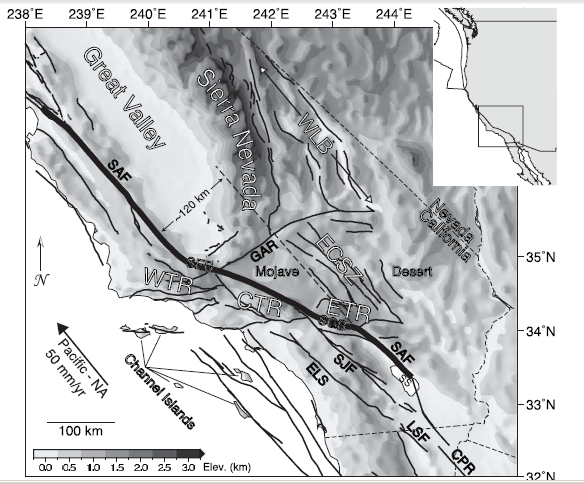 238˚E 239˚E 240˚E 241˚E 242˚E 243˚E 244˚E
Great Valley
Sierra Nevada
WLB
SAF
~120 km
Nevada
California
GAR
ECSZ
35˚N
SBB
Mojave
Desert
N
WTR
CTR
ETR
34˚N
SAF
Pacific - NA
50 mm/yr
SJF
ELS
SS
Channel Islands
33˚N
LSF
100 km
CPR
0.0 0.5 1.0 1.5 2.0 2.5 3.0 Elev. (km)
32˚N